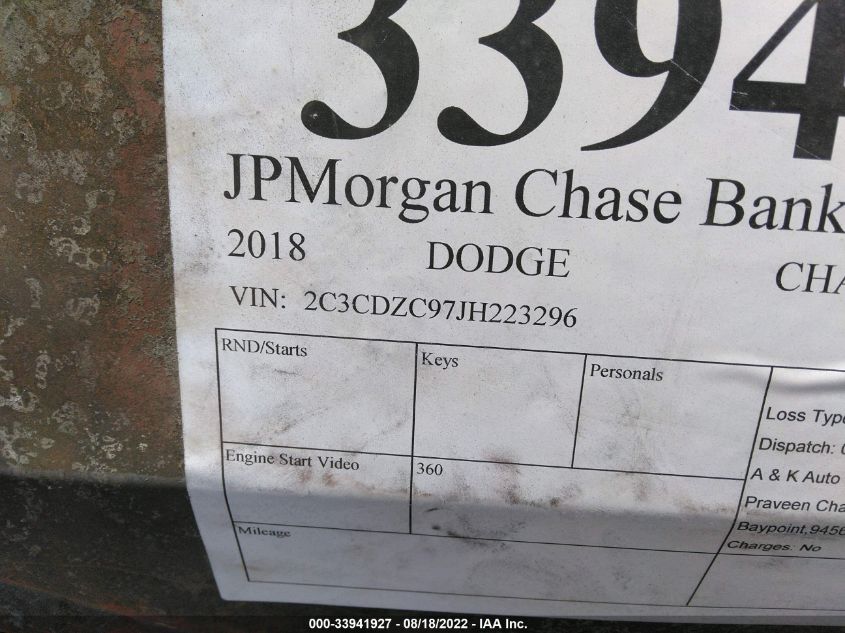 3394
JPMorgan Chase Bank
2018 DODGE CHA
VIN: 2C3CDZC97JH223296
RND/Starts Keys Personals
Loss Type
Dispatch:
Engine Start Video 360
A & K Auto
Praveen Cha
Mileage
Baypoint,9456
Charges: No
000-33941927 - 08/18/2022 - IAA Inc.